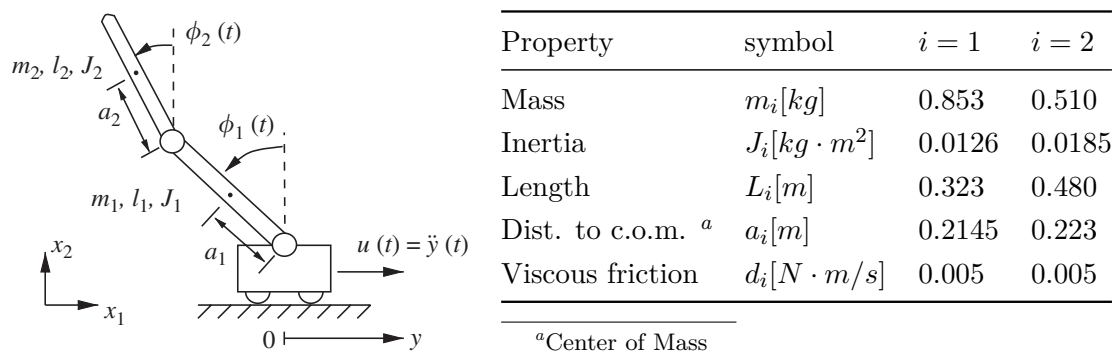 ϕ₂ (t)
m₂, l₂, J₂
a₂
ϕ₁ (t)
m₁, l₁, J₁
a₁
u (t) = ÿ (t)
x₂
x₁
0
y
Property symbol i = 1 i = 2
Mass mᵢ[kg] 0.853 0.510
Inertia Jᵢ[kg · m²] 0.0126 0.0185
Length Lᵢ[m] 0.323 0.480
Dist. to c.o.m. ᵃ aᵢ[m] 0.2145 0.223
Viscous friction dᵢ[N · m/s] 0.005 0.005
ᵃCenter of Mass